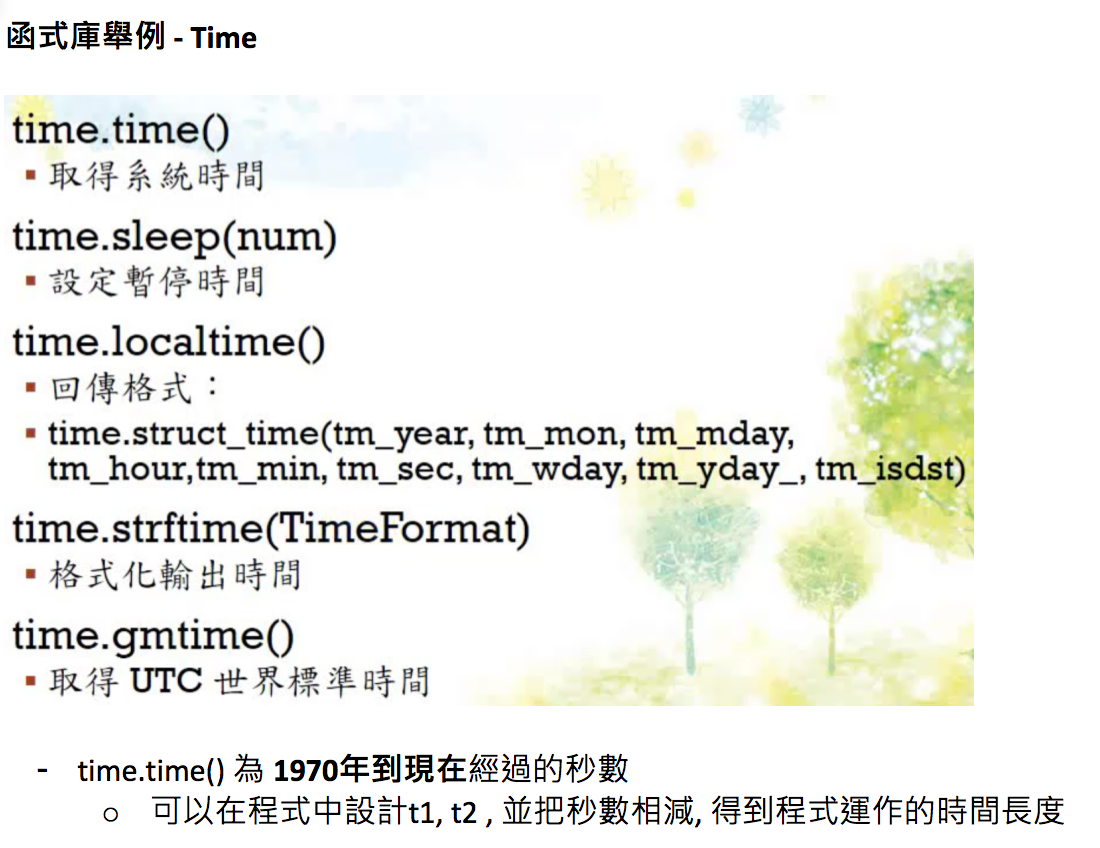 函式庫舉例 - Time
time.time()
▪ 取得系統時間
time.sleep(num)
▪ 設定暫停時間
time.localtime()
▪ 回傳格式：
▪ time.struct_time(tm_year, tm_mon, tm_mday,
tm_hour,tm_min, tm_sec, tm_wday, tm_yday_, tm_isdst)
time.strftime(TimeFormat)
▪ 格式化輸出時間
time.gmtime()
▪ 取得 UTC 世界標準時間
- time.time() 為 1970年到現在經過的秒數
○ 可以在程式中設計t1, t2 , 並把秒數相減, 得到程式運作的時間長度